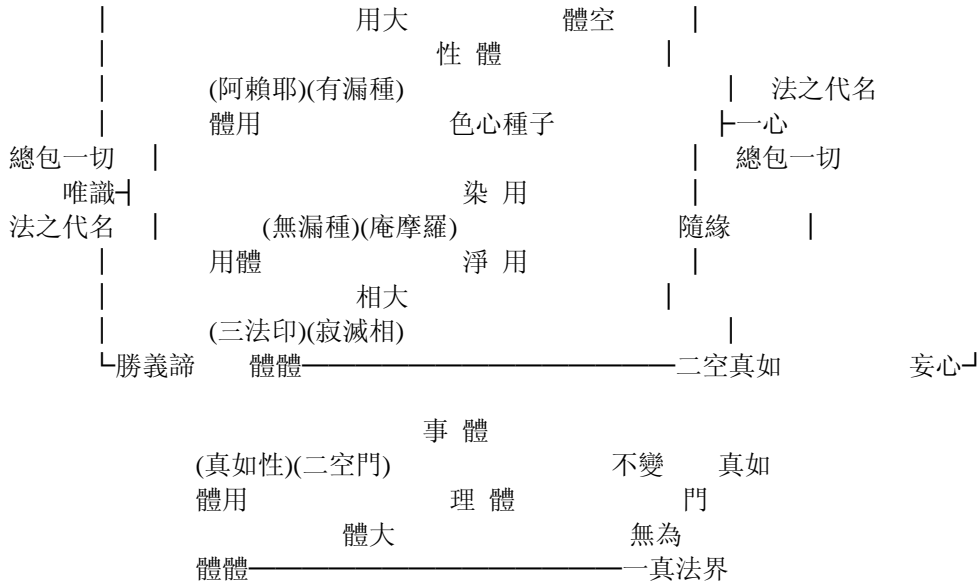 用大 體空
性 體
(阿賴耶)(有漏種) 法之代名
體用 色心種子 一心
總包一切 總包一切
唯識 染 用
法之代名 (無漏種)(庵摩羅) 隨緣
用體 淨 用
相大
(三法印)(寂滅相)
勝義諦 體體 二空真如 妄心
事 體
(真如性)(二空門) 不變 真如
體用 理 體 門
體大 無為
體體 一真法界